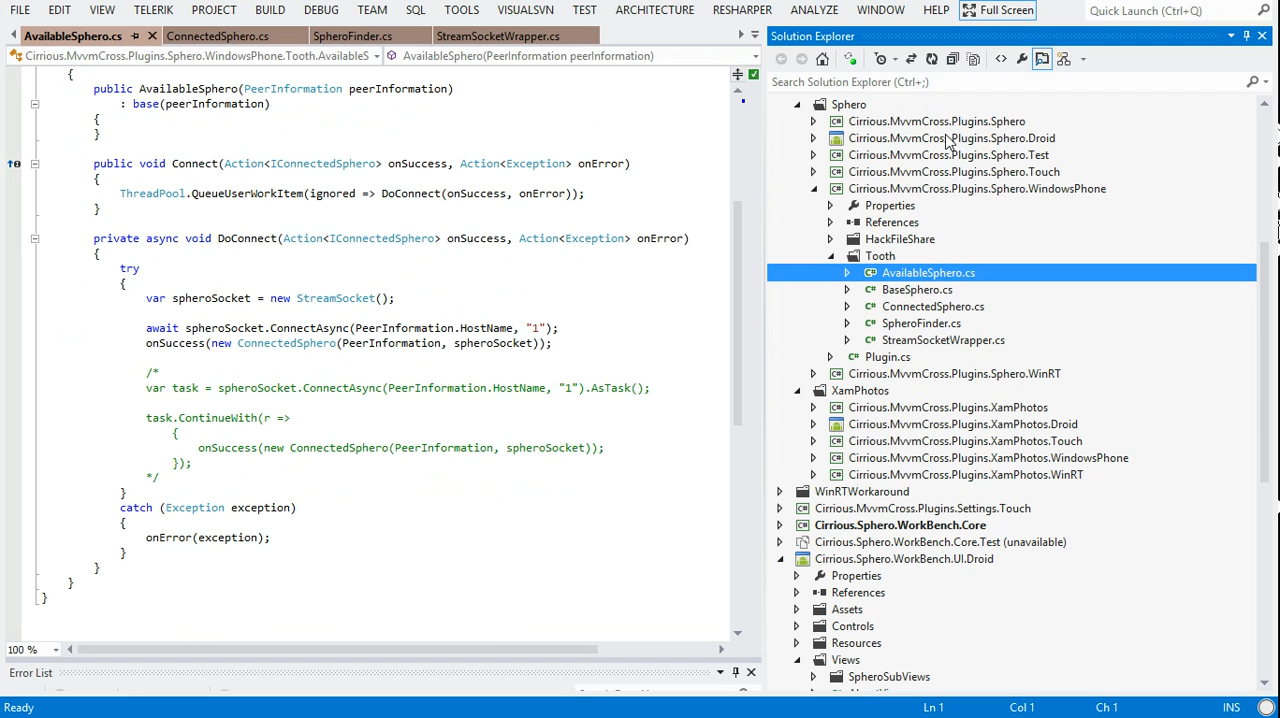 FILE EDIT VIEW TELERIK PROJECT BUILD DEBUG TEAM SQL TOOLS VISUALSVN TEST ARCHITECTURE RESHARPER ANALYZE WINDOW HELP Full Screen Quick Launch (Ctrl+Q)
AvailableSphero.cs ConnectedSphero.cs SpheroFinder.cs StreamSocketWrapper.cs
Cirrious.MvvmCross.Plugins.Sphero.WindowsPhone.Tooth.AvailableS AvailableSphero(PeerInformation peerInformation)
{
public AvailableSphero(PeerInformation peerInformation)
: base(peerInformation)
{
}
public void Connect(Action<IConnectedSphero> onSuccess, Action<Exception> onError)
{
ThreadPool.QueueUserWorkItem(ignored => DoConnect(onSuccess, onError));
}
private async void DoConnect(Action<IConnectedSphero> onSuccess, Action<Exception> onError)
{
try
{
var spheroSocket = new StreamSocket();
await spheroSocket.ConnectAsync(PeerInformation.HostName, "1");
onSuccess(new ConnectedSphero(PeerInformation, spheroSocket));
/*
var task = spheroSocket.ConnectAsync(PeerInformation.HostName, "1").AsTask();
task.ContinueWith(r =>
{
onSuccess(new ConnectedSphero(PeerInformation, spheroSocket));
});
*/
}
catch (Exception exception)
{
onError(exception);
}
}
}
}
100 %
Error List
Solution Explorer
Search Solution Explorer (Ctrl+;)
Sphero
Cirrious.MvvmCross.Plugins.Sphero
Cirrious.MvvmCross.Plugins.Sphero.Droid
Cirrious.MvvmCross.Plugins.Sphero.Test
Cirrious.MvvmCross.Plugins.Sphero.Touch
Cirrious.MvvmCross.Plugins.Sphero.WindowsPhone
Properties
References
HackFileShare
Tooth
AvailableSphero.cs
BaseSphero.cs
ConnectedSphero.cs
SpheroFinder.cs
StreamSocketWrapper.cs
Plugin.cs
Cirrious.MvvmCross.Plugins.Sphero.WinRT
XamPhotos
Cirrious.MvvmCross.Plugins.XamPhotos
Cirrious.MvvmCross.Plugins.XamPhotos.Droid
Cirrious.MvvmCross.Plugins.XamPhotos.Touch
Cirrious.MvvmCross.Plugins.XamPhotos.WindowsPhone
Cirrious.MvvmCross.Plugins.XamPhotos.WinRT
WinRTWorkaround
Cirrious.MvvmCross.Plugins.Settings.Touch
Cirrious.Sphero.WorkBench.Core
Cirrious.Sphero.WorkBench.Core.Test (unavailable)
Cirrious.Sphero.WorkBench.UI.Droid
Properties
References
Assets
Controls
Resources
Views
SpheroSubViews
Ready Ln 1 Col 1 Ch 1 INS